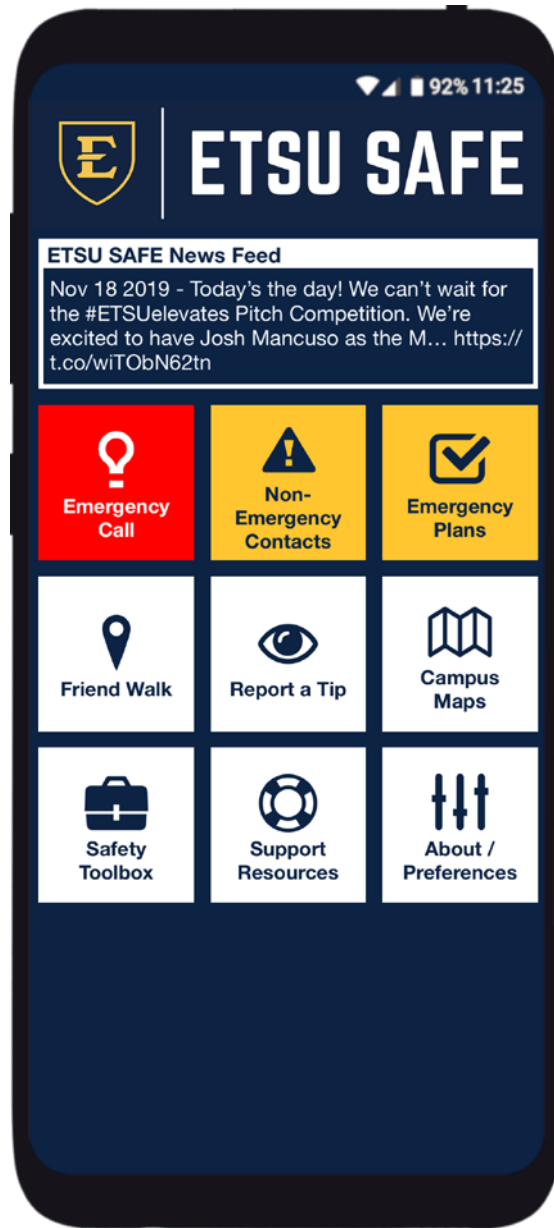 92% 11:25
E
ETSU SAFE
ETSU SAFE News Feed
Nov 18 2019 - Today's the day! We can't wait for
the #ETSUelevates Pitch Competition. We're
excited to have Josh Mancuso as the M... https://
t.co/wiTObN62tn
Emergency
Call
Non-
Emergency
Contacts
Emergency
Plans
Friend Walk
Report a Tip
Campus
Maps
Safety
Toolbox
Support
Resources
About /
Preferences